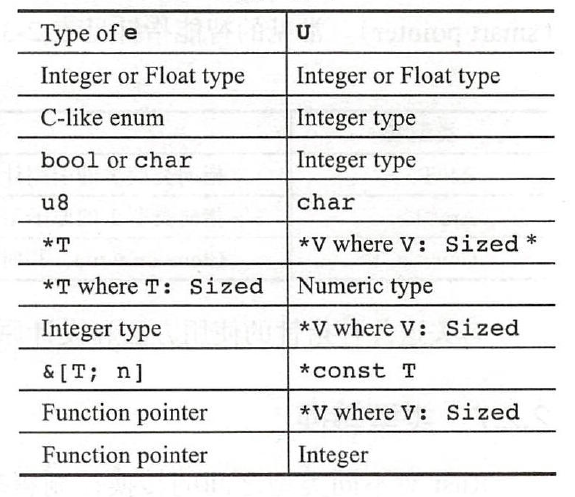 Type of e U
Integer or Float type Integer or Float type
C-like enum Integer type
bool or char Integer type
u8 char
*T *V where V: Sized *
*T where T: Sized Numeric type
Integer type *V where V: Sized
&[T; n] *const T
Function pointer *V where V: Sized
Function pointer Integer